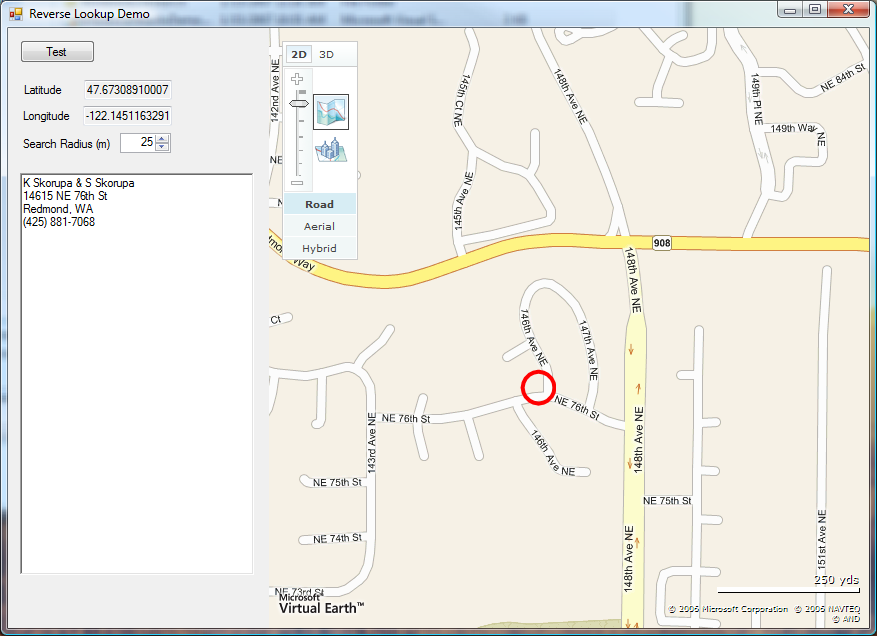 Reverse Lookup Demo
Test
Latitude 47.67308910007
Longitude -122.1451163291
Search Radius (m) 25
K Skorupa & S Skorupa
14615 NE 76th St
Redmond, WA
(425) 881-7068
2D 3D
Road
Aerial
Hybrid
142nd Ave NE
145th Ct NE
148th Ave NE
149th Pl NE
NE 84th St
149th Way NE
145th Ave NE
908
Way
148th Ave NE
Ct
146th Ave NE
147th Ave NE
NE 76th St
NE 76th St
143rd Ave NE
146th Ave NE
148th Ave NE
NE 75th St
NE 75th St
NE 74th St
148th Ave NE
151st Ave NE
NE 73rd St
250 yds
Microsoft®
Virtual Earth™
© 2006 Microsoft Corporation © 2006 NAVTEQ
© AND